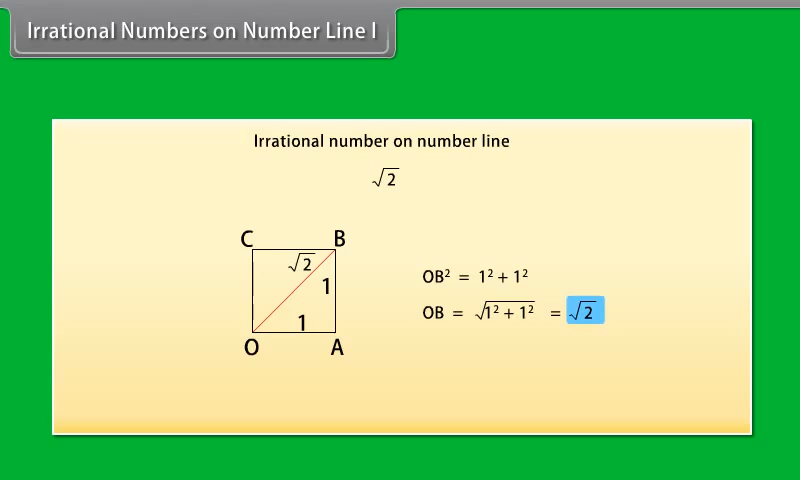 Irrational Numbers on Number Line I
Irrational number on number line
√2
C B
√2
1
1
O A
OB² = 1² + 1²
OB = √1² + 1² = √2